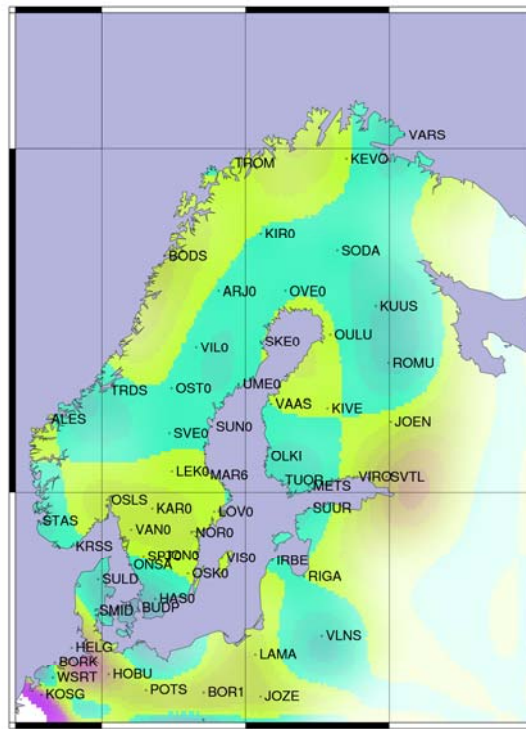 VARS
KEVO
TROM
KIR0
SODA
BODS
ARJ0
OVE0
KUUS
OULU
SKE0
VIL0
ROMU
UME0
TRDS
OST0
VAAS
KIVE
ALES
JOEN
SUN0
SVE0
OLKI
LEK0
MAR6
TUOR
VIRO
SVTL
METS
OSLS
KAR0
LOV0
SUUR
STAS
VAN0
NOR0
KRSS
SPT0
JON0
VIS0
ONSA
IRBE
OSK0
SULD
RIGA
HAS0
SMID
BUDP
VLNS
HELG
LAMA
BORK
WSRT
HOBU
KOSG
POTS
BOR1
JOZE